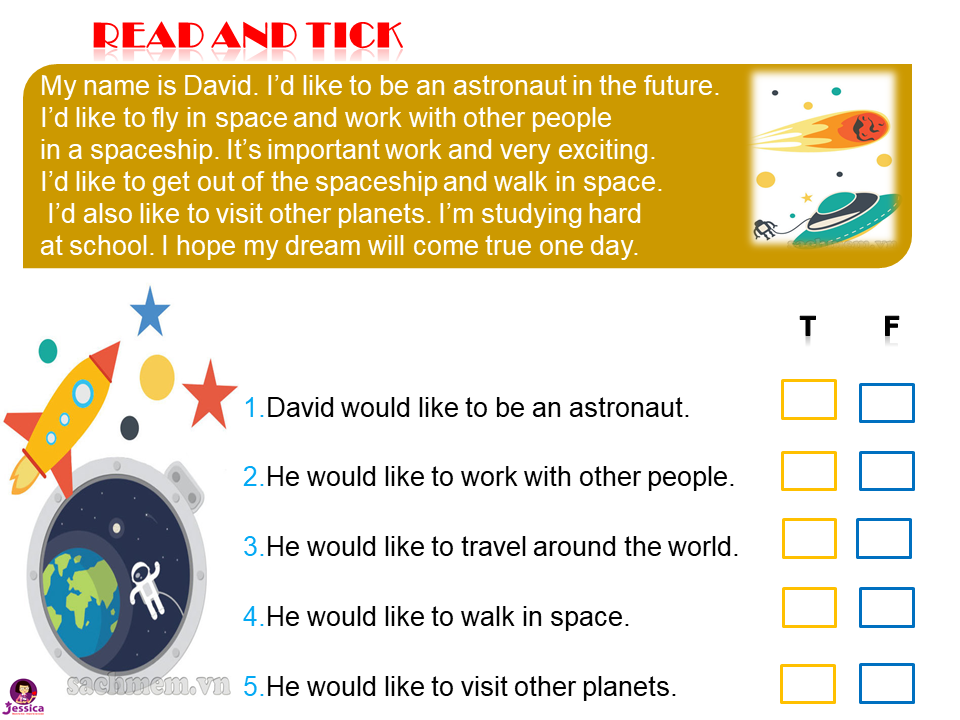 READ AND TICK
My name is David. I’d like to be an astronaut in the future.
I’d like to fly in space and work with other people
in a spaceship. It’s important work and very exciting.
I’d like to get out of the spaceship and walk in space.
I’d also like to visit other planets. I’m studying hard
at school. I hope my dream will come true one day.
T F
1.David would like to be an astronaut.
2.He would like to work with other people.
3.He would like to travel around the world.
4.He would like to walk in space.
5.He would like to visit other planets.
sachmem.vn
Jessica